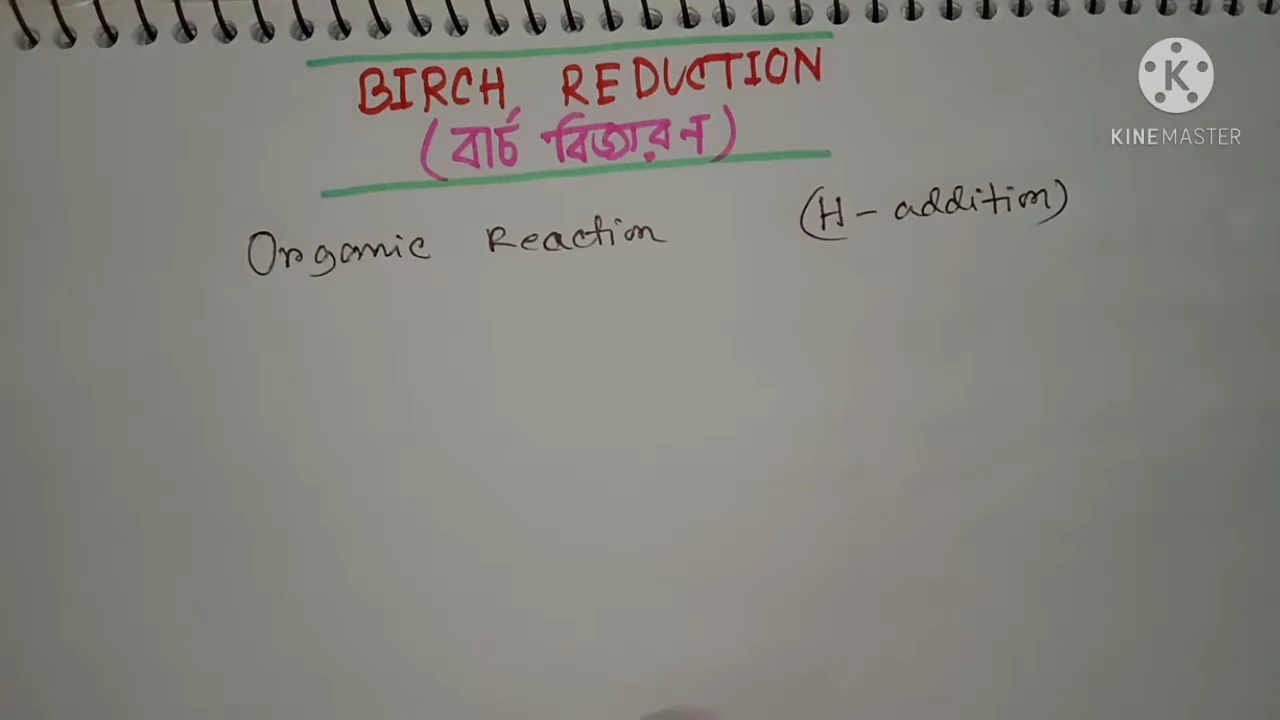 BIRCH REDUCTION
(বার্চ বিজারণ)
Organic Reaction (H- addition)
K
KINEMASTER